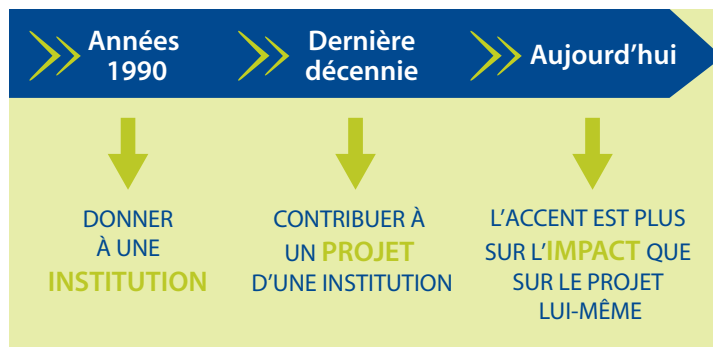 Années
1990
Dernière
décennie
Aujourd'hui
DONNER
À UNE
INSTITUTION
CONTRIBUER À
UN PROJET
D'UNE INSTITUTION
L'ACCENT EST PLUS
SUR L'IMPACT QUE
SUR LE PROJET
LUI-MÊME